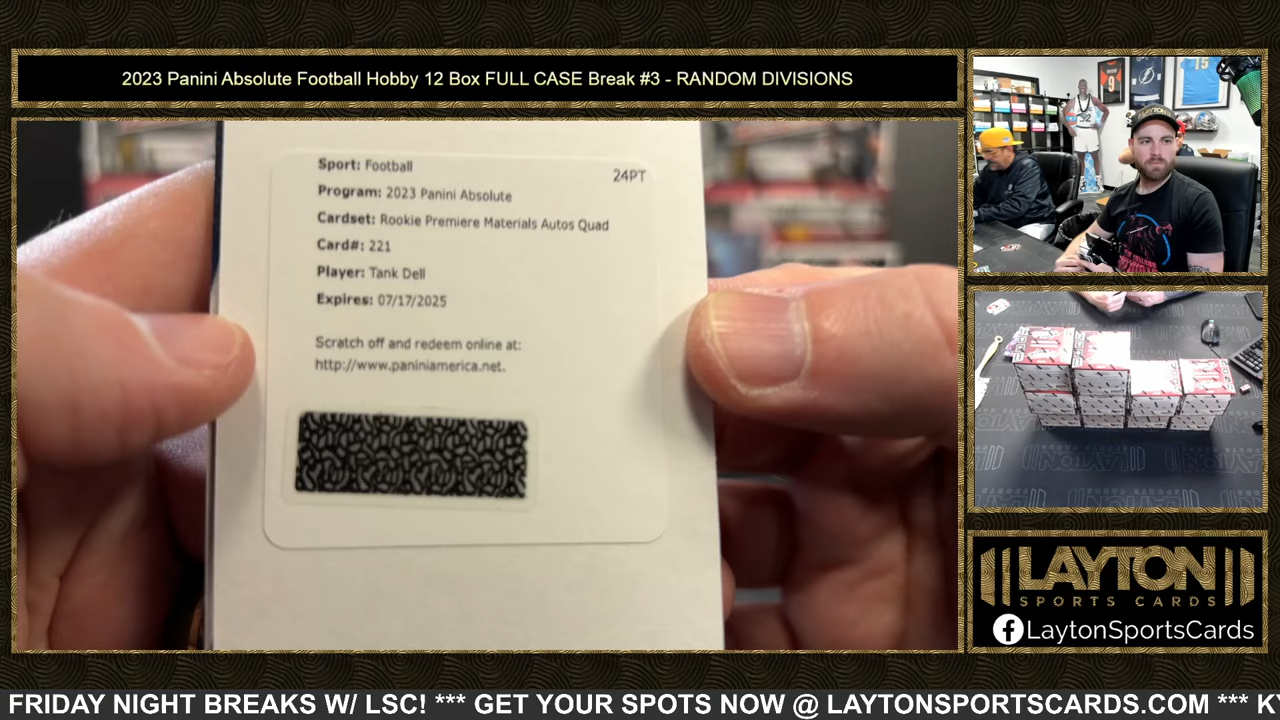 2023 Panini Absolute Football Hobby 12 Box FULL CASE Break #3 - RANDOM DIVISIONS
Sport: Football
24PT
Program: 2023 Panini Absolute
Cardset: Rookie Premiere Materials Autos Quad
Card#: 221
Player: Tank Dell
Expires: 07/17/2025
Scratch off and redeem online at:
http://www.paniniamerica.net.
LAYTON
SPORTS CARDS
LaytonSportsCards
FRIDAY NIGHT BREAKS W/ LSC! *** GET YOUR SPOTS NOW @ LAYTONSPORTSCARDS.COM *** K